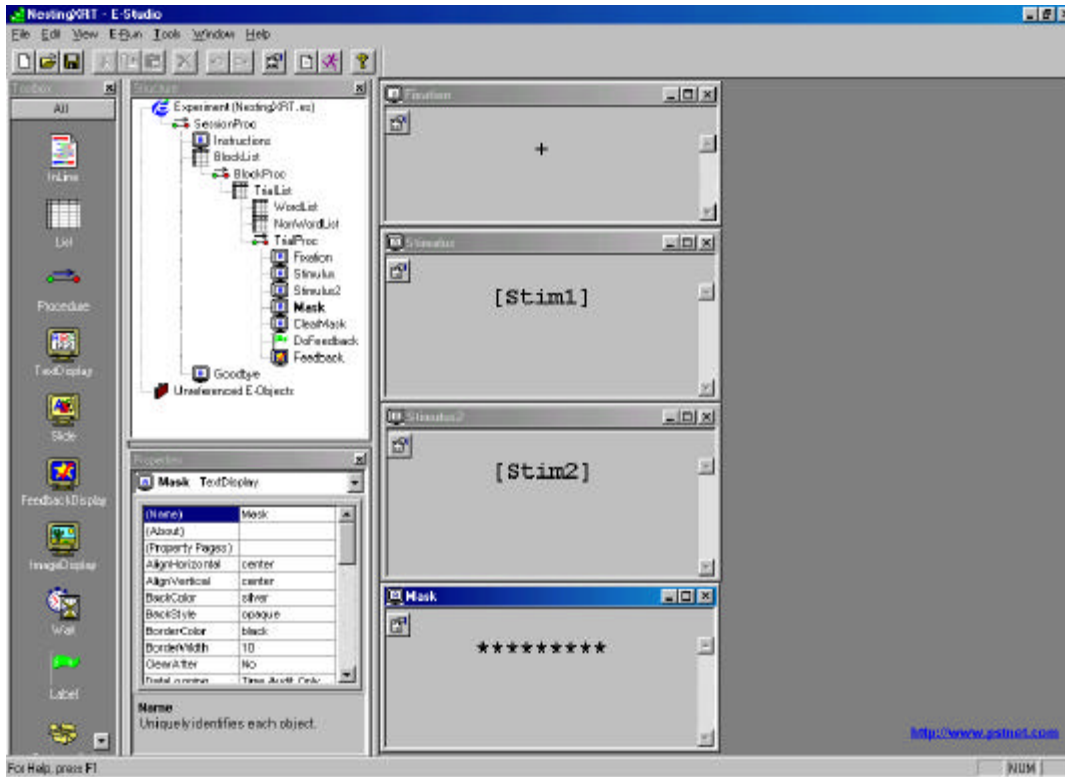 NestingXRT - E-Studio
File Edit View E-Run Tools Window Help
Toolbox
All
InLine
List
Procedure
TextDisplay
Slide
FeedbackDisplay
ImageDisplay
Wait
Label
Structure
Experiment (NestingXRT.es)
SessionProc
Instructions
BlockList
BlockProc
TrialList
WordList
NonWordList
TrialProc
Fixation
Stimulus
Stimulus2
Mask
ClearMask
DoFeedback
Feedback
Goodbye
Unreferenced E-Objects
Properties
Mask TextDisplay
(Name) Mask
(About)
(Property Pages)
AlignHorizontal center
AlignVertical center
BackColor silver
BackStyle opaque
BorderColor black
BorderWidth 10
ClearAfter No
DataLogging Time Audit Only
Name
Uniquely identifies each object.
Fixation
+
Stimulus
[Stim1]
Stimulus2
[Stim2]
Mask
*********
http://www.pstnet.com
For Help, press F1
NUM